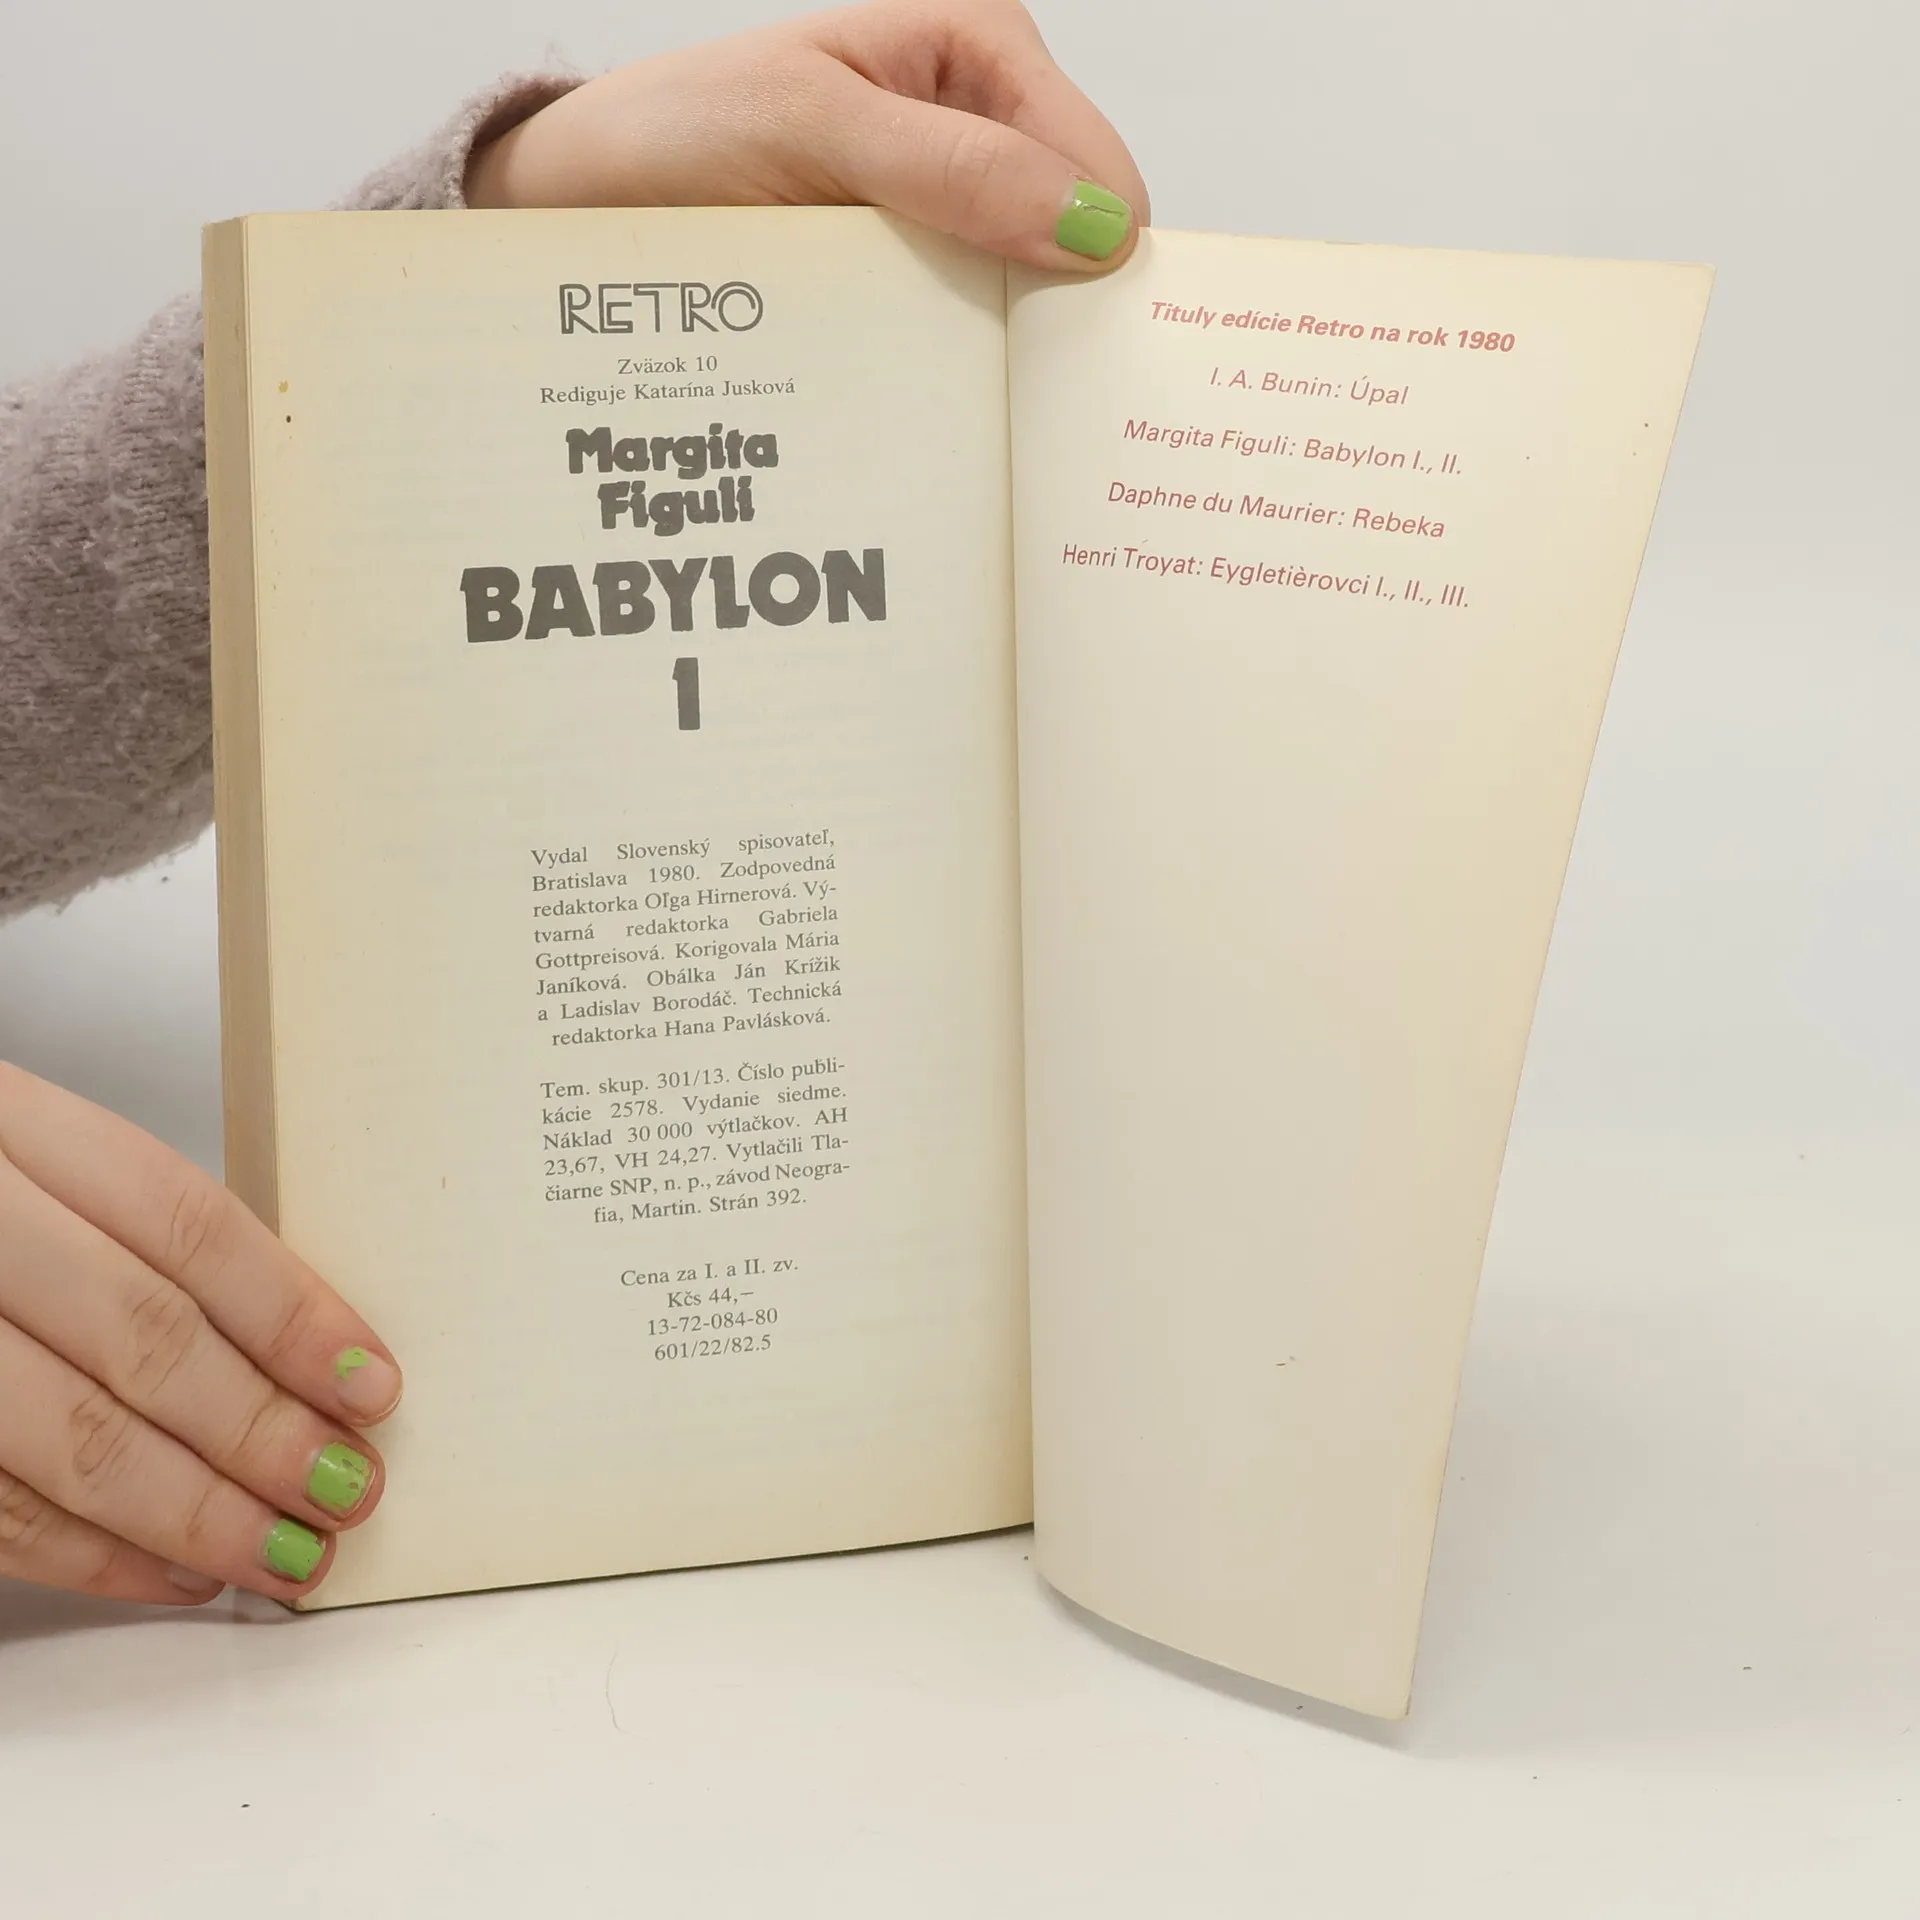 RETRO
Zväzok 10
Rediguje Katarína Jusková
Margita
Figuli
BABYLON
1
Vydal Slovenský spisovateľ,
Bratislava 1980. Zodpovedná
redaktorka Oľga Hirnerová. Vý-
tvarná redaktorka Gabriela
Gottpreisová. Korigovala Mária
Janíková. Obálka Ján Krížik
a Ladislav Borodáč. Technická
redaktorka Hana Pavlásková.
Tem. skup. 301/13. Číslo publi-
kácie 2578. Vydanie siedme.
Náklad 30 000 výtlačkov. AH
23,67, VH 24,27. Vytlačili Tla-
čiarne SNP, n. p., závod Neogra-
fia, Martin. Strán 392.
Cena za I. a II. zv.
Kčs 44,—
13-72-084-80
601/22/82.5
Tituly edície Retro na rok 1980
I. A. Bunin: Úpal
Margita Figuli: Babylon I., II.
Daphne du Maurier: Rebeka
Henri Troyat: Eygletièrovci I., II., III.